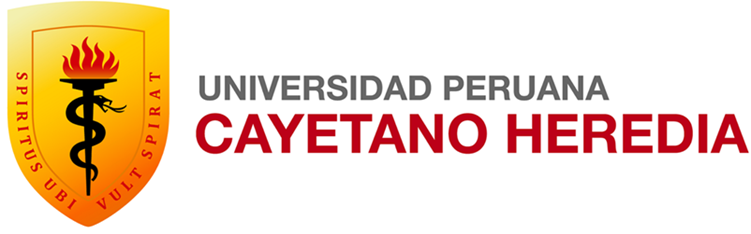 SPIRITUS UBI VULT SPIRAT
UNIVERSIDAD PERUANA
CAYETANO HEREDIA